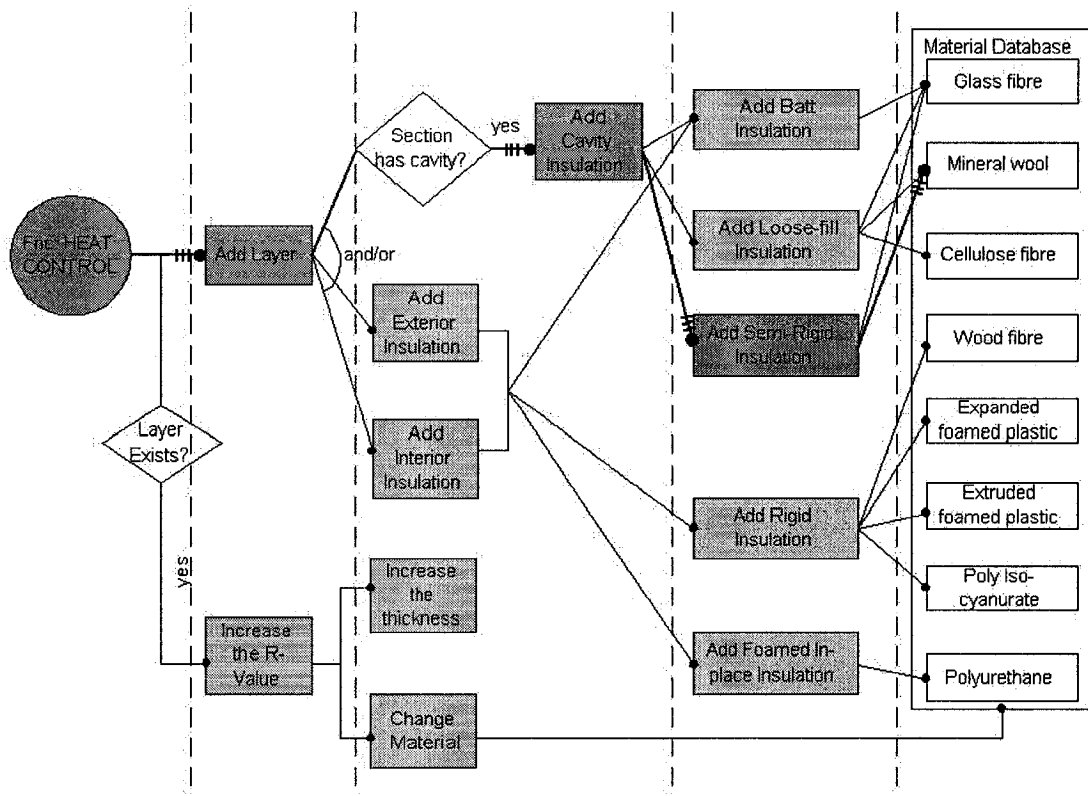 Fnc: HEAT
CONTROL
Layer
Exists?
yes
Add Layer
Increase
the R-
Value
Section
has cavity?
yes
and/or
Add
Exterior
Insulation
Add
Interior
Insulation
Increase
the
thickness
Change
Material
Add
Cavity
Insulation
Add Batt
Insulation
Add Loose-fill
Insulation
Add Semi-Rigid
Insulation
Add Rigid
Insulation
Add Foamed In-
place Insulation
Material Database
Glass fibre
Mineral wool
Cellulose fibre
Wood fibre
Expanded
foamed plastic
Extruded
foamed plastic
Poly Iso-
cyanurate
Polyurethane